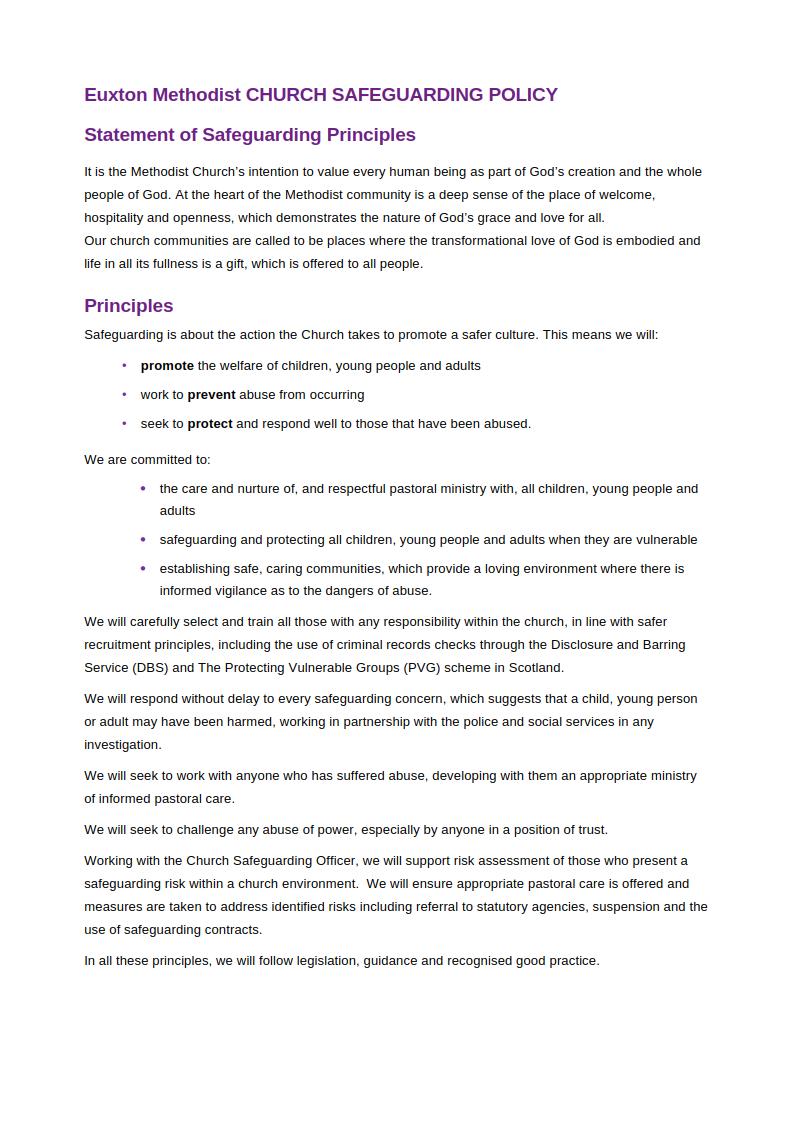 Euxton Methodist CHURCH SAFEGUARDING POLICY
Statement of Safeguarding Principles
It is the Methodist Church’s intention to value every human being as part of God’s creation and the whole
people of God. At the heart of the Methodist community is a deep sense of the place of welcome,
hospitality and openness, which demonstrates the nature of God’s grace and love for all.
Our church communities are called to be places where the transformational love of God is embodied and
life in all its fullness is a gift, which is offered to all people.
Principles
Safeguarding is about the action the Church takes to promote a safer culture. This means we will:
• promote the welfare of children, young people and adults
• work to prevent abuse from occurring
• seek to protect and respond well to those that have been abused.
We are committed to:
• the care and nurture of, and respectful pastoral ministry with, all children, young people and
adults
• safeguarding and protecting all children, young people and adults when they are vulnerable
• establishing safe, caring communities, which provide a loving environment where there is
informed vigilance as to the dangers of abuse.
We will carefully select and train all those with any responsibility within the church, in line with safer
recruitment principles, including the use of criminal records checks through the Disclosure and Barring
Service (DBS) and The Protecting Vulnerable Groups (PVG) scheme in Scotland.
We will respond without delay to every safeguarding concern, which suggests that a child, young person
or adult may have been harmed, working in partnership with the police and social services in any
investigation.
We will seek to work with anyone who has suffered abuse, developing with them an appropriate ministry
of informed pastoral care.
We will seek to challenge any abuse of power, especially by anyone in a position of trust.
Working with the Church Safeguarding Officer, we will support risk assessment of those who present a
safeguarding risk within a church environment.  We will ensure appropriate pastoral care is offered and
measures are taken to address identified risks including referral to statutory agencies, suspension and the
use of safeguarding contracts.
In all these principles, we will follow legislation, guidance and recognised good practice.